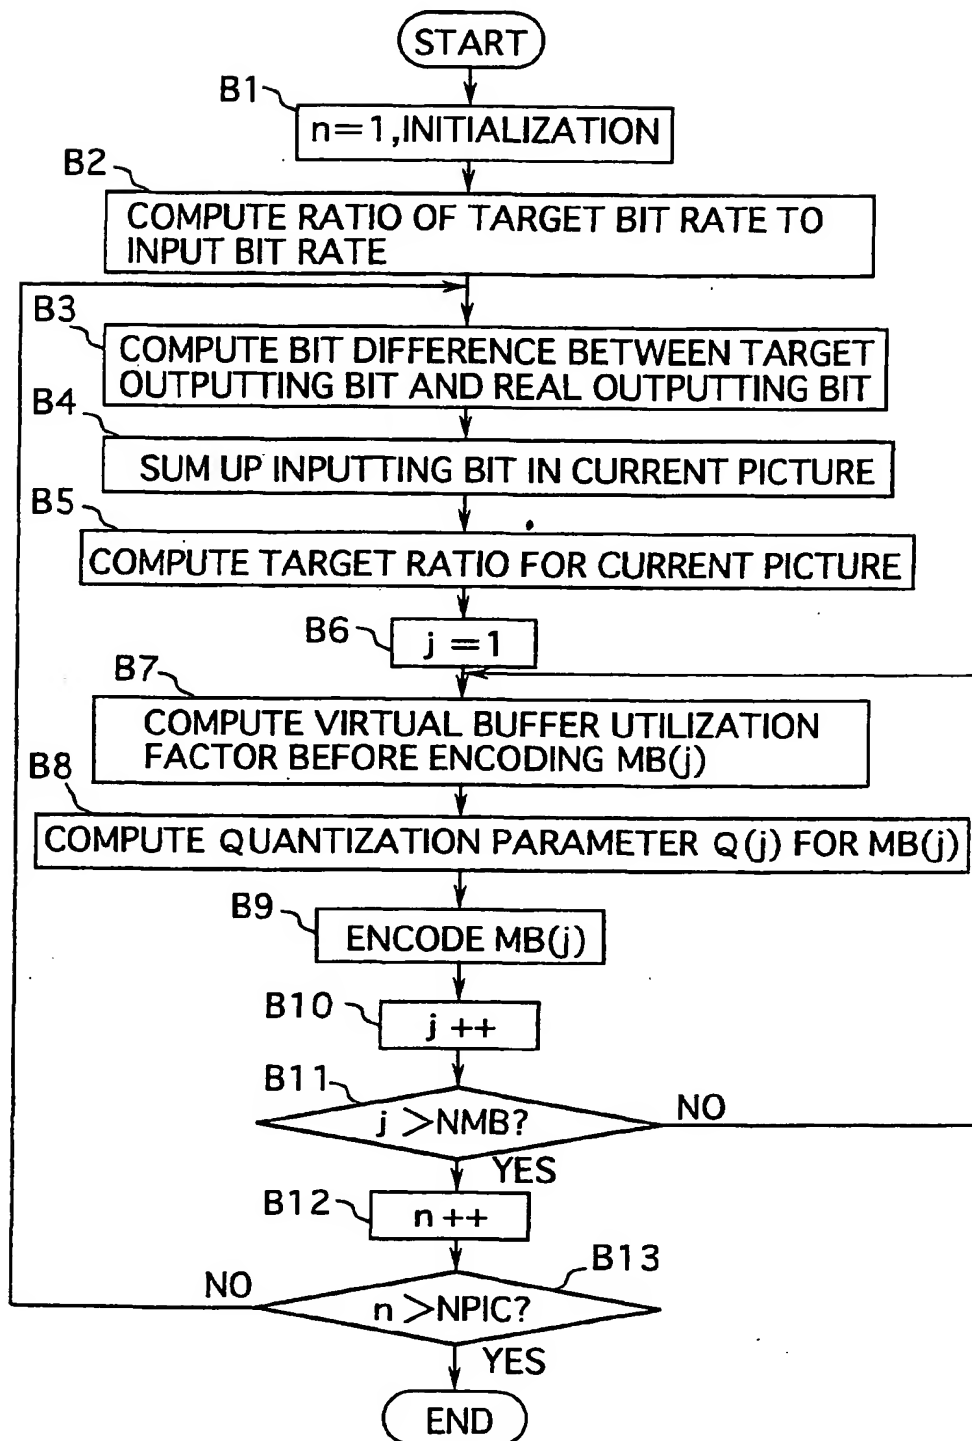 START
B1
n=1,INITIALIZATION
B2
COMPUTE RATIO OF TARGET BIT RATE TO
INPUT BIT RATE
B3
COMPUTE BIT DIFFERENCE BETWEEN TARGET
OUTPUTTING BIT AND REAL OUTPUTTING BIT
B4
SUM UP INPUTTING BIT IN CURRENT PICTURE
B5
COMPUTE TARGET RATIO FOR CURRENT PICTURE
B6
j =1
B7
COMPUTE VIRTUAL BUFFER UTILIZATION
FACTOR BEFORE ENCODING MB(j)
B8
COMPUTE QUANTIZATION PARAMETER Q(j) FOR MB(j)
B9
ENCODE MB(j)
B10
j ++
B11
j >NMB?
NO
YES
B12
n ++
B13
NO
n >NPIC?
YES
END